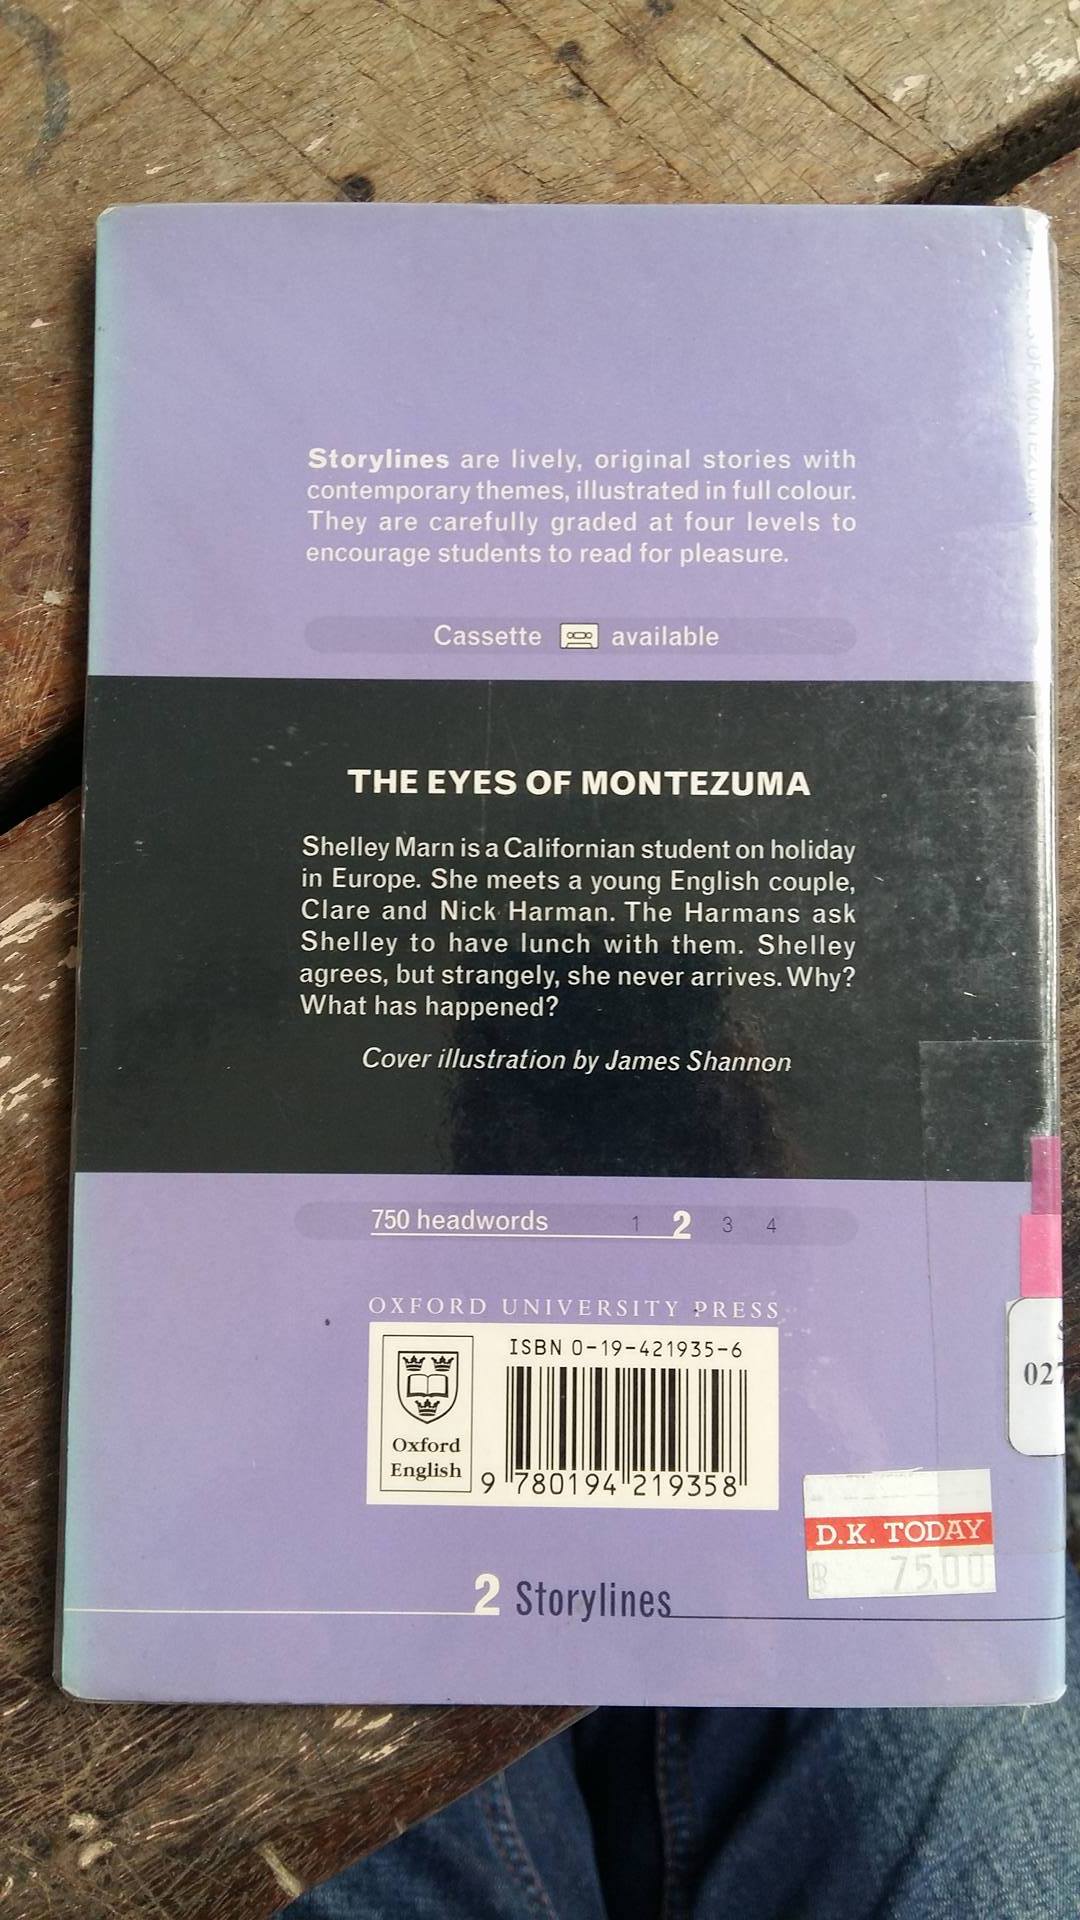 Storylines are lively, original stories with
contemporary themes, illustrated in full colour.
They are carefully graded at four levels to
encourage students to read for pleasure.
Cassette available
THE EYES OF MONTEZUMA
Shelley Marn is a Californian student on holiday
in Europe. She meets a young English couple,
Clare and Nick Harman. The Harmans ask
Shelley to have lunch with them. Shelley
agrees, but strangely, she never arrives. Why?
What has happened?
Cover illustration by James Shannon
750 headwords 1 2 3 4
OXFORD UNIVERSITY PRESS
ISBN 0-19-421935-6
Oxford
English
9 780194 219358
027
D.K. TODAY
฿ 75.00
2 Storylines